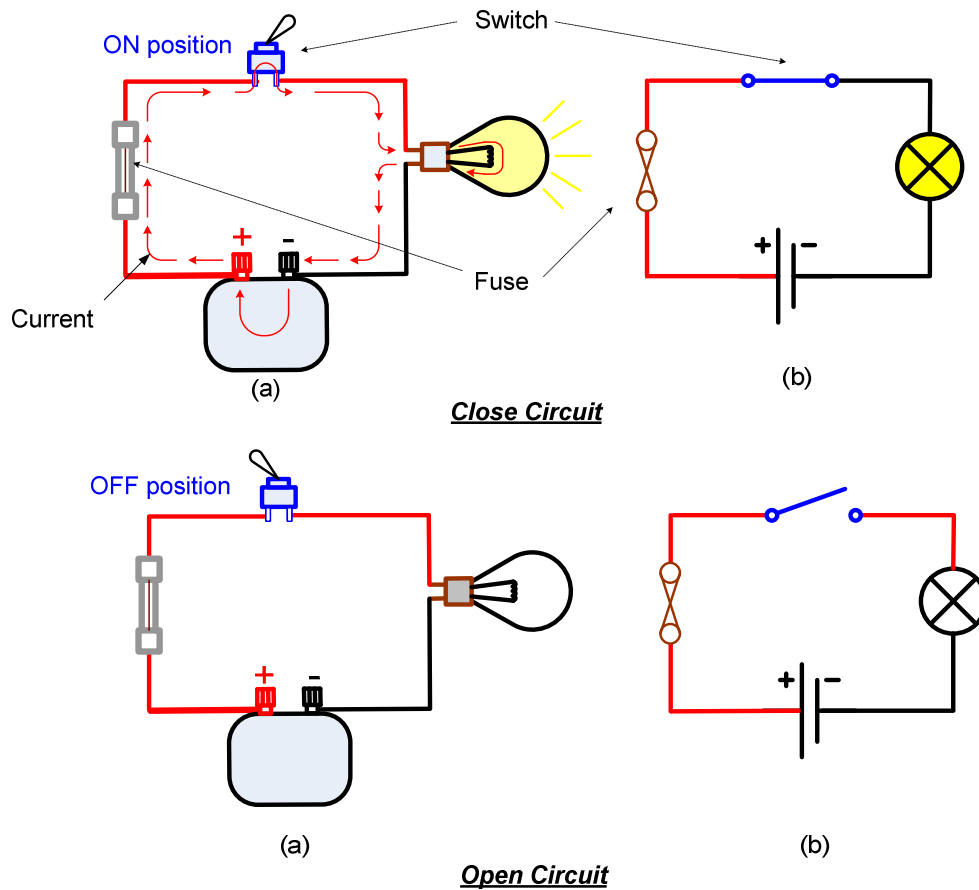 Switch
ON position
+ -
+ −
Fuse
Current
(a)
(b)
Close Circuit
OFF position
+ -
+ −
(a)
(b)
Open Circuit